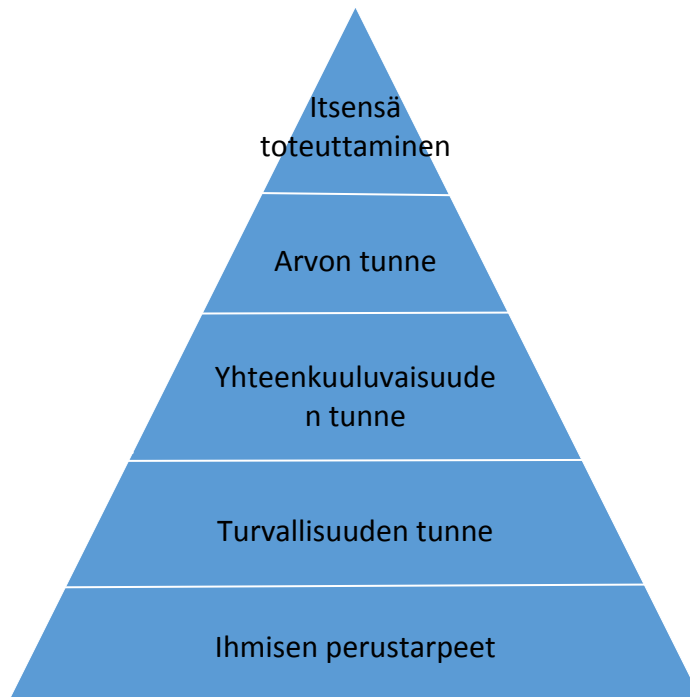 Itsensä
toteuttaminen
Arvon tunne
Yhteenkuuluvaisuude
n tunne
Turvallisuuden tunne
Ihmisen perustarpeet